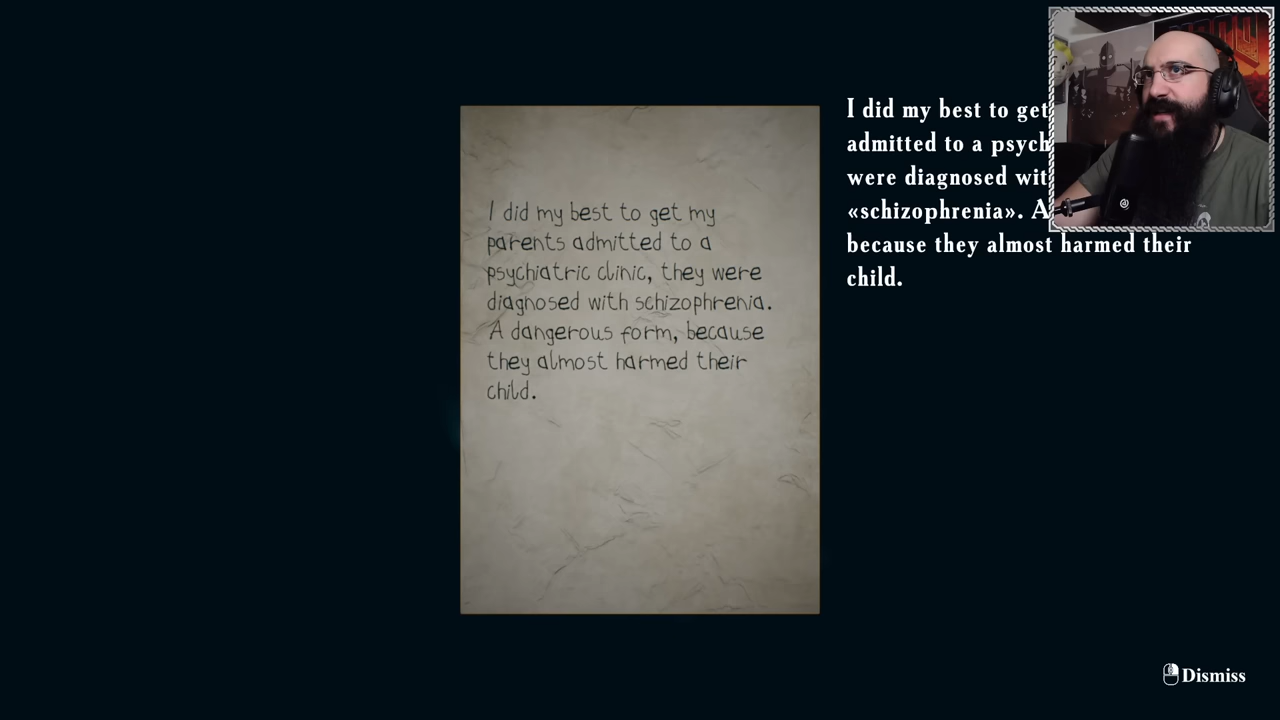 I did my best to get my
parents admitted to a
psychiatric clinic, they were
diagnosed with schizophrenia.
A dangerous form, because
they almost harmed their
child.
I did my best to get
admitted to a psych
were diagnosed wit
«schizophrenia». A
because they almost harmed their
child.
Dismiss